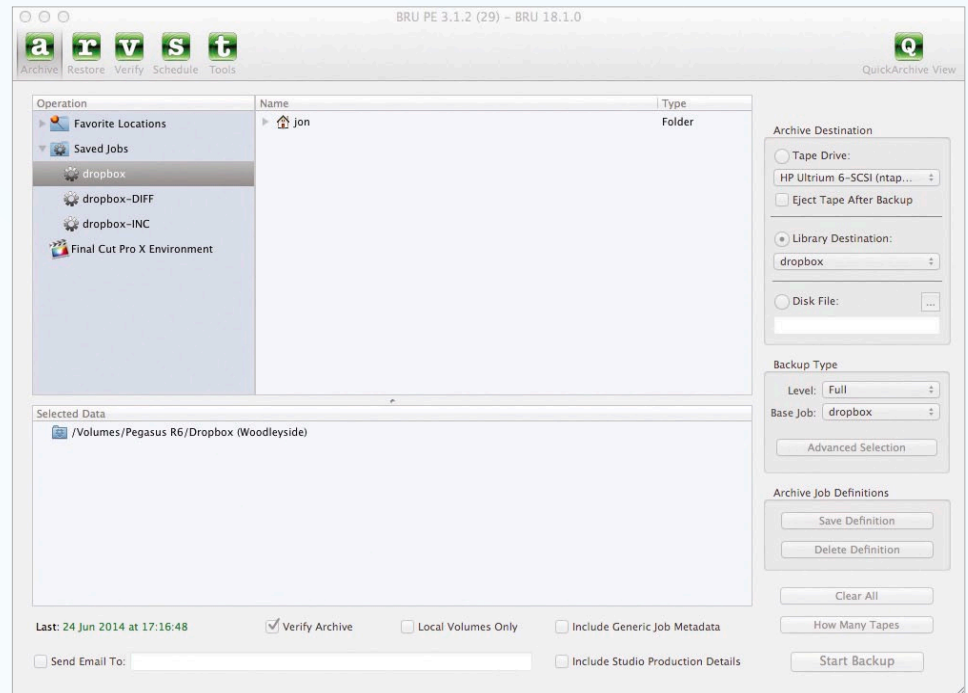 BRU PE 3.1.2 (29) – BRU 18.1.0
a r v s t Q
Archive Restore Verify Schedule Tools QuickArchive View
Operation
Favorite Locations
Saved Jobs
dropbox
dropbox-DIFF
dropbox-INC
Final Cut Pro X Environment
Name Type
jon Folder
Selected Data
/Volumes/Pegasus R6/Dropbox (Woodleyside)
Archive Destination
Tape Drive:
HP Ultrium 6-SCSI (ntap...
Eject Tape After Backup
Library Destination:
dropbox
Disk File: ...
Backup Type
Level: Full
Base Job: dropbox
Advanced Selection
Archive Job Definitions
Save Definition
Delete Definition
Clear All
How Many Tapes
Start Backup
Last: 24 Jun 2014 at 17:16:48
Verify Archive
Local Volumes Only
Include Generic Job Metadata
Send Email To:
Include Studio Production Details